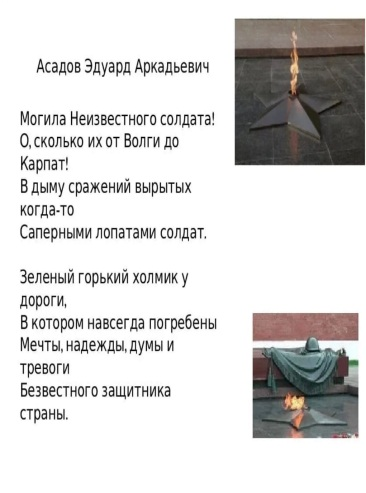 Асадов Эдуард Аркадьевич
Могила Неизвестного солдата!
О, сколько их от Волги до
Карпат!
В дыму сражений вырытых
когда-то
Саперными лопатами солдат.
Зеленый горький холмик у
дороги,
В котором навсегда погребены
Мечты, надежды, думы и
тревоги
Безвестного защитника
страны.